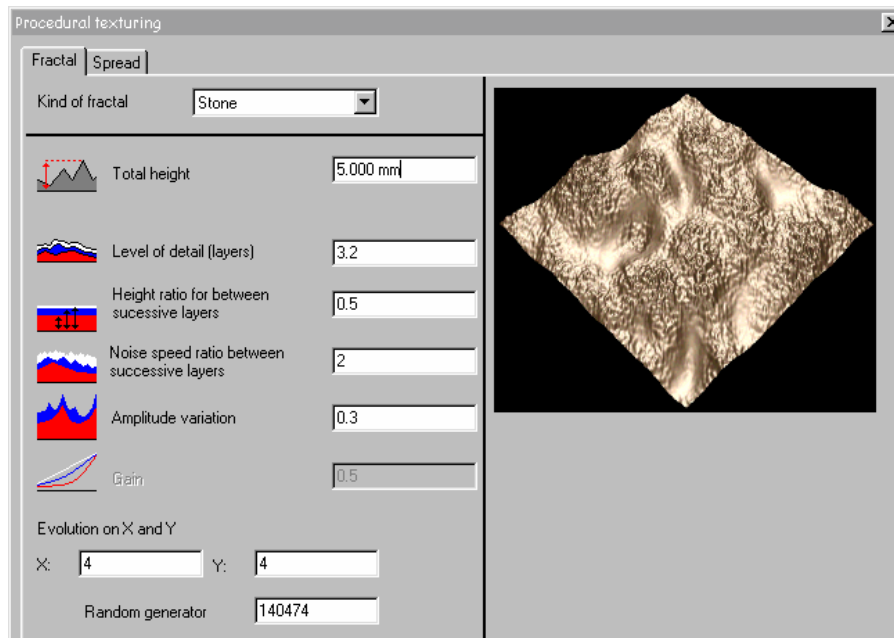 Procedural texturing
Fractal Spread
Kind of fractal Stone
Total height 5.000 mm
Level of detail (layers) 3.2
Height ratio for between
sucessive layers 0.5
Noise speed ratio between
successive layers 2
Amplitude variation 0.3
Gain 0.5
Evolution on X and Y
X: 4 Y: 4
Random generator 140474